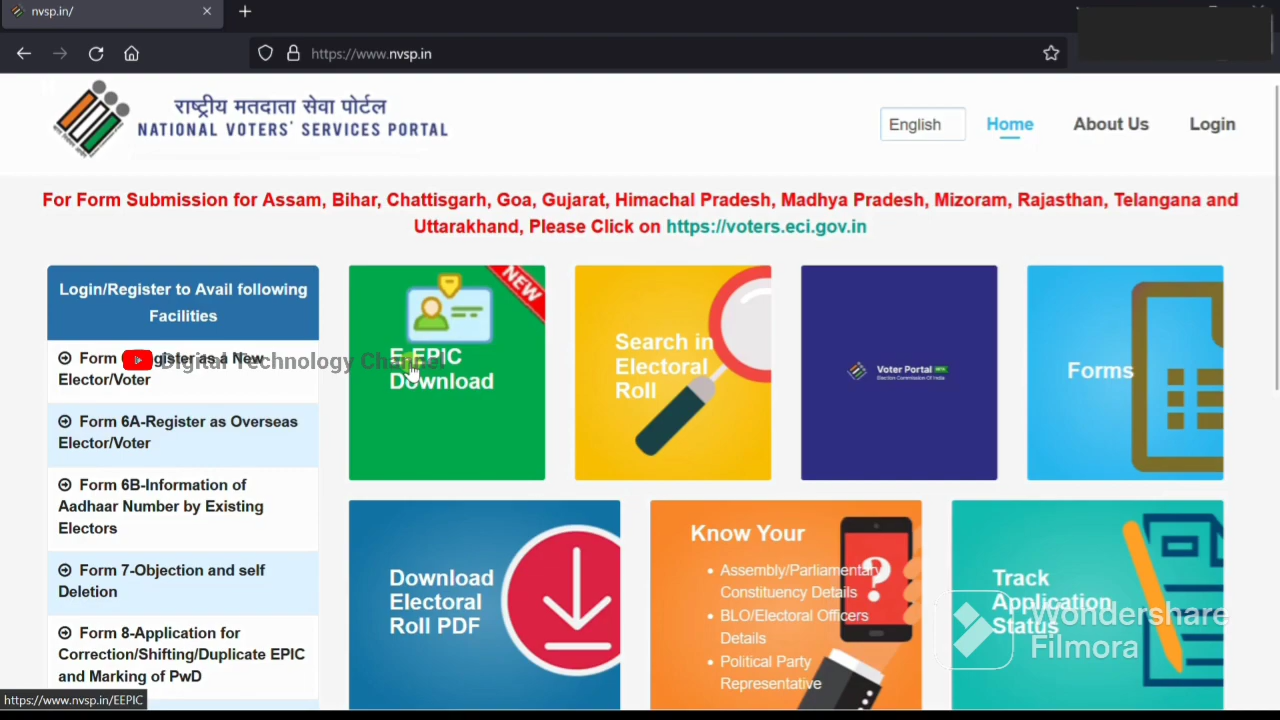 nvsp.in/
https://www.nvsp.in
राष्ट्रीय मतदाता सेवा पोर्टल
NATIONAL VOTERS' SERVICES PORTAL
English
Home
About Us
Login
For Form Submission for Assam, Bihar, Chattisgarh, Goa, Gujarat, Himachal Pradesh, Madhya Pradesh, Mizoram, Rajasthan, Telangana and
Uttarakhand, Please Click on https://voters.eci.gov.in
Login/Register to Avail following
Facilities
Form gister as a New
Elector/Voter
Digital Technology Channel
Form 6A-Register as Overseas
Elector/Voter
Form 6B-Information of
Aadhaar Number by Existing
Electors
Form 7-Objection and self
Deletion
Form 8-Application for
Correction/Shifting/Duplicate EPIC
and Marking of PwD
NEW
E-EPIC
Download
Search in
Electoral
Roll
Voter Portal
Election Commission Of India
Forms
Download
Electoral
Roll PDF
Know Your
Assembly/Parliamentary
Constituency Details
BLO/Electoral Officers
Details
Political Party
Representative
Track
Application
Status
Wondershare
Filmora
https://www.nvsp.in/EEPIC